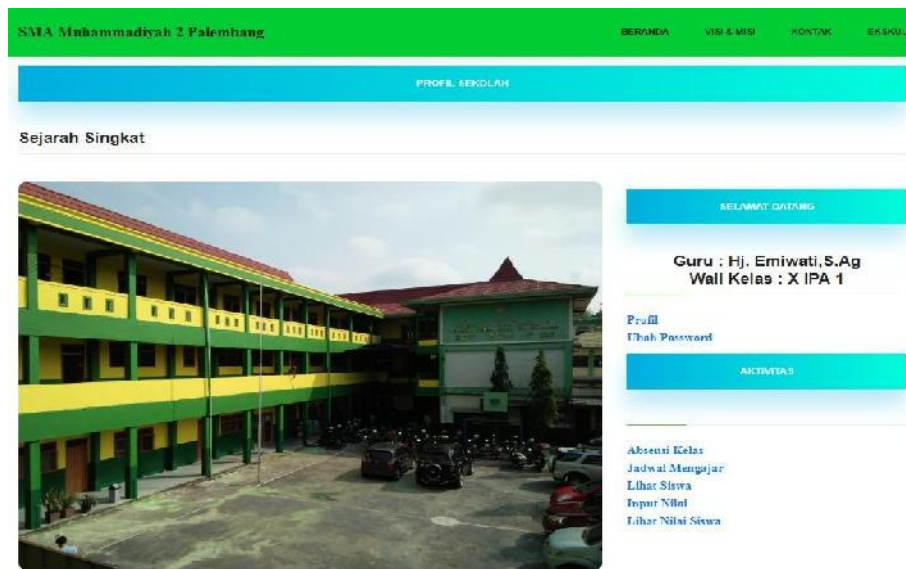 SMA Muhammadiyah 2 Palembang
BERANDA VISI & MISI KONTAK EKSKU
PROFIL SEKOLAH
Sejarah Singkat
SELAMAT DATANG
Guru : Hj. Emiwati,S.Ag
Wali Kelas : X IPA 1
Profil
Ubah Password
AKTIVITAS
Absensi Kelas
Jadwal Mengajar
Lihat Siswa
Input Nilai
Lihat Nilai Siswa